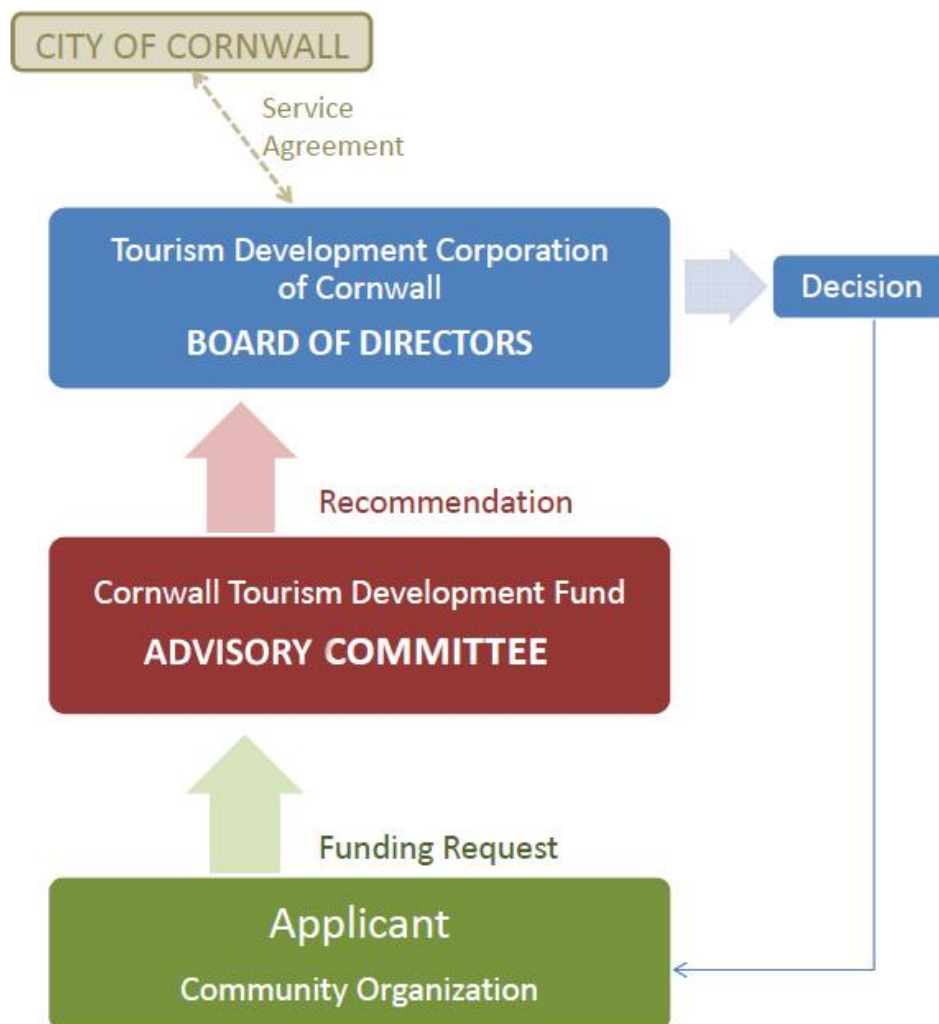 CITY OF CORNWALL
Service
Agreement
Tourism Development Corporation
of Cornwall
BOARD OF DIRECTORS
Decision
Recommendation
Cornwall Tourism Development Fund
ADVISORY COMMITTEE
Funding Request
Applicant
Community Organization